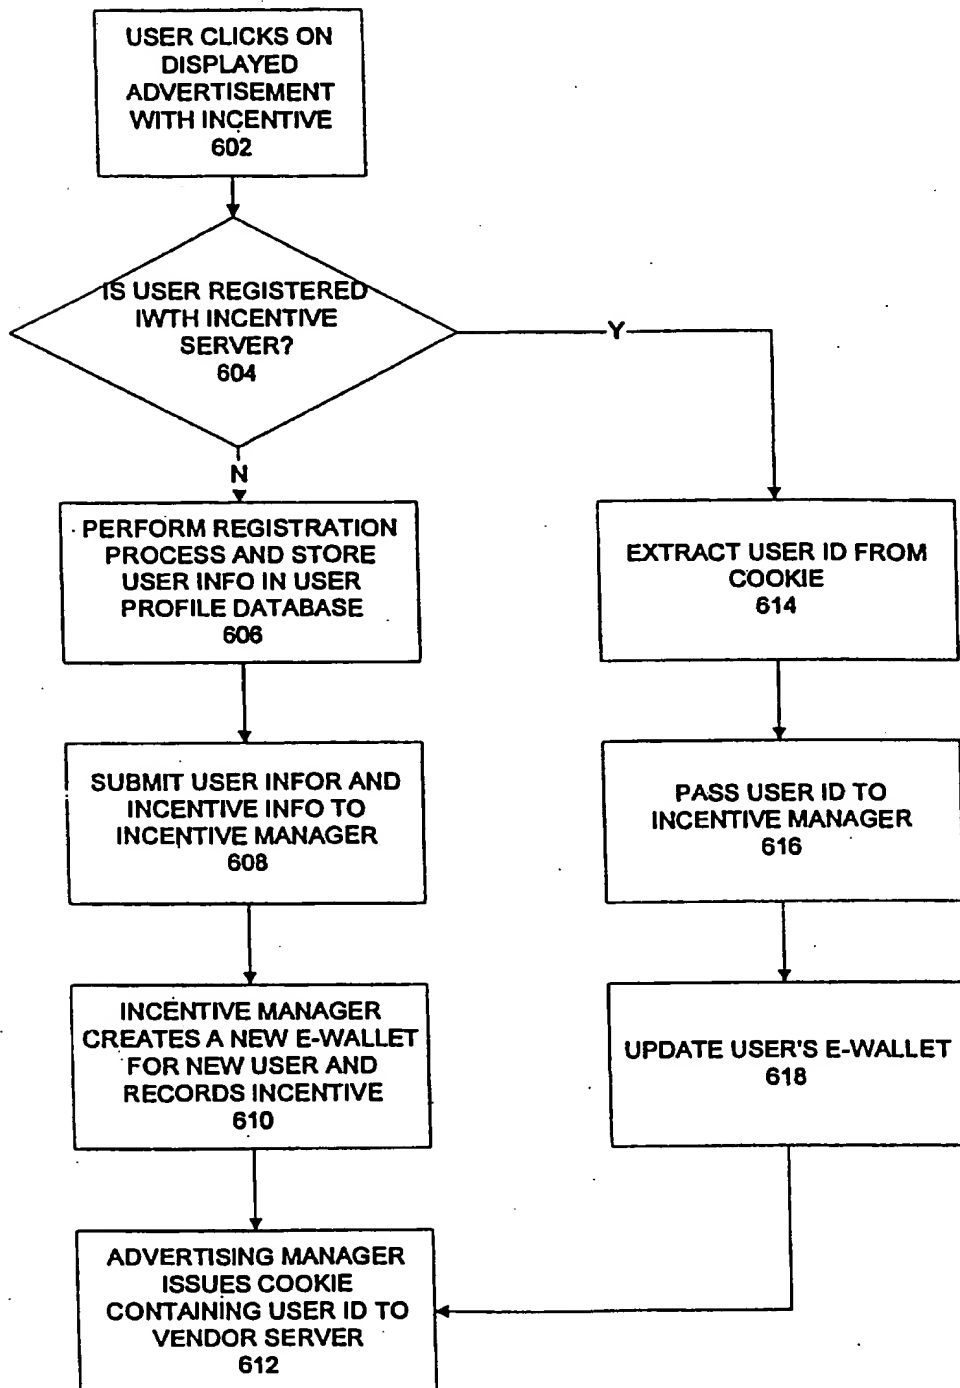 USER CLICKS ON
DISPLAYED
ADVERTISEMENT
WITH INCENTIVE
602
IS USER REGISTERED
IWTH INCENTIVE
SERVER?
604
Y
N
PERFORM REGISTRATION
PROCESS AND STORE
USER INFO IN USER
PROFILE DATABASE
606
EXTRACT USER ID FROM
COOKIE
614
SUBMIT USER INFOR AND
INCENTIVE INFO TO
INCENTIVE MANAGER
608
PASS USER ID TO
INCENTIVE MANAGER
616
INCENTIVE MANAGER
CREATES A NEW E-WALLET
FOR NEW USER AND
RECORDS INCENTIVE
610
UPDATE USER'S E-WALLET
618
ADVERTISING MANAGER
ISSUES COOKIE
CONTAINING USER ID TO
VENDOR SERVER
612